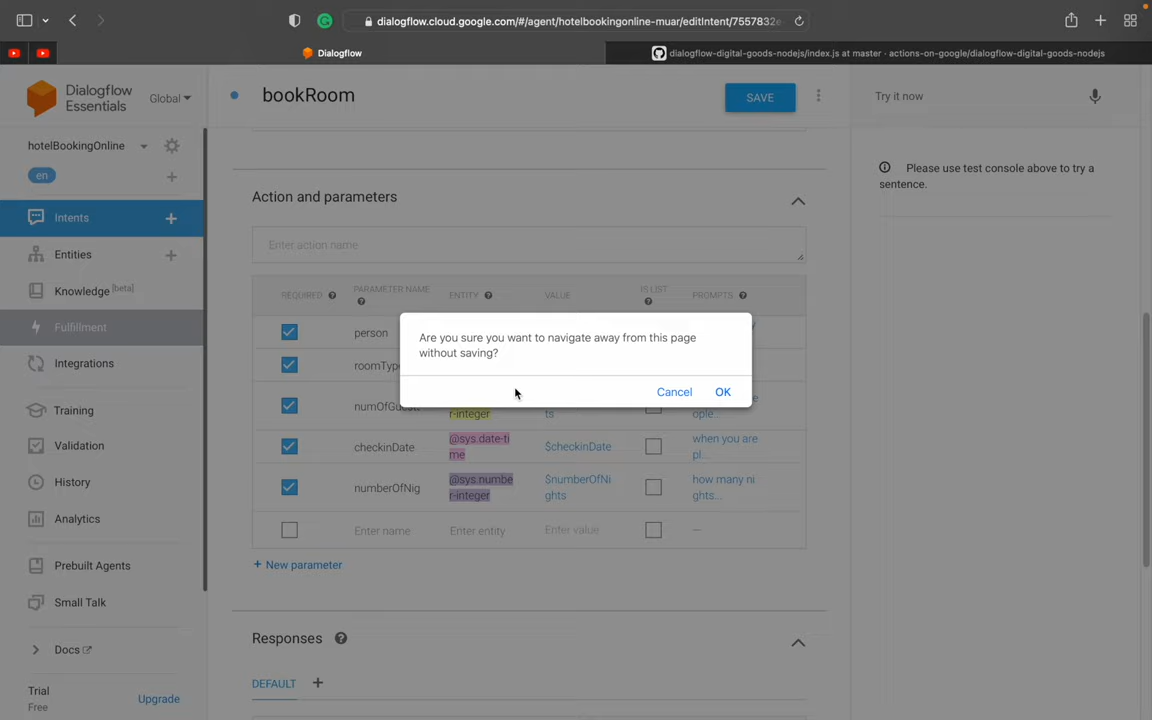 dialogflow.cloud.google.com/#/agent/hotelbookingonline-muar/editIntent/7557832e-
Dialogflow
dialogflow-digital-goods-nodejs/index.js at master · actions-on-google/dialogflow-digital-goods-nodejs
Dialogflow
Essentials
Global
bookRoom
SAVE
Try it now
hotelBookingOnline
en
Please use test console above to try a
sentence.
Intents
Entities
Knowledge [beta]
Fulfillment
Integrations
Training
Validation
History
Analytics
Prebuilt Agents
Small Talk
Docs
Trial
Free
Upgrade
Action and parameters
Enter action name
REQUIRED
PARAMETER NAME
ENTITY
VALUE
IS LIST
PROMPTS
person
roomType
Are you sure you want to navigate away from this page
without saving?
Cancel
OK
r-integer
ts
ople...
checkinDate
@sys.date-ti
me
$checkinDate
when you are
pl...
numberOfNig
@sys.numbe
r-integer
$numberOfNi
ghts
how many ni
ghts...
Enter name
Enter entity
Enter value
—
+ New parameter
Responses
DEFAULT